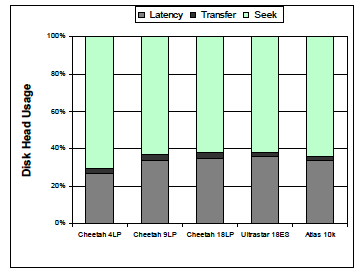 Latency Transfer Seek
100%
80%
60%
40%
20%
0%
Disk Head Usage
Cheetah 4LP Cheetah 9LP Cheetah 18LP Ultrastar 18ES Atlas 10k